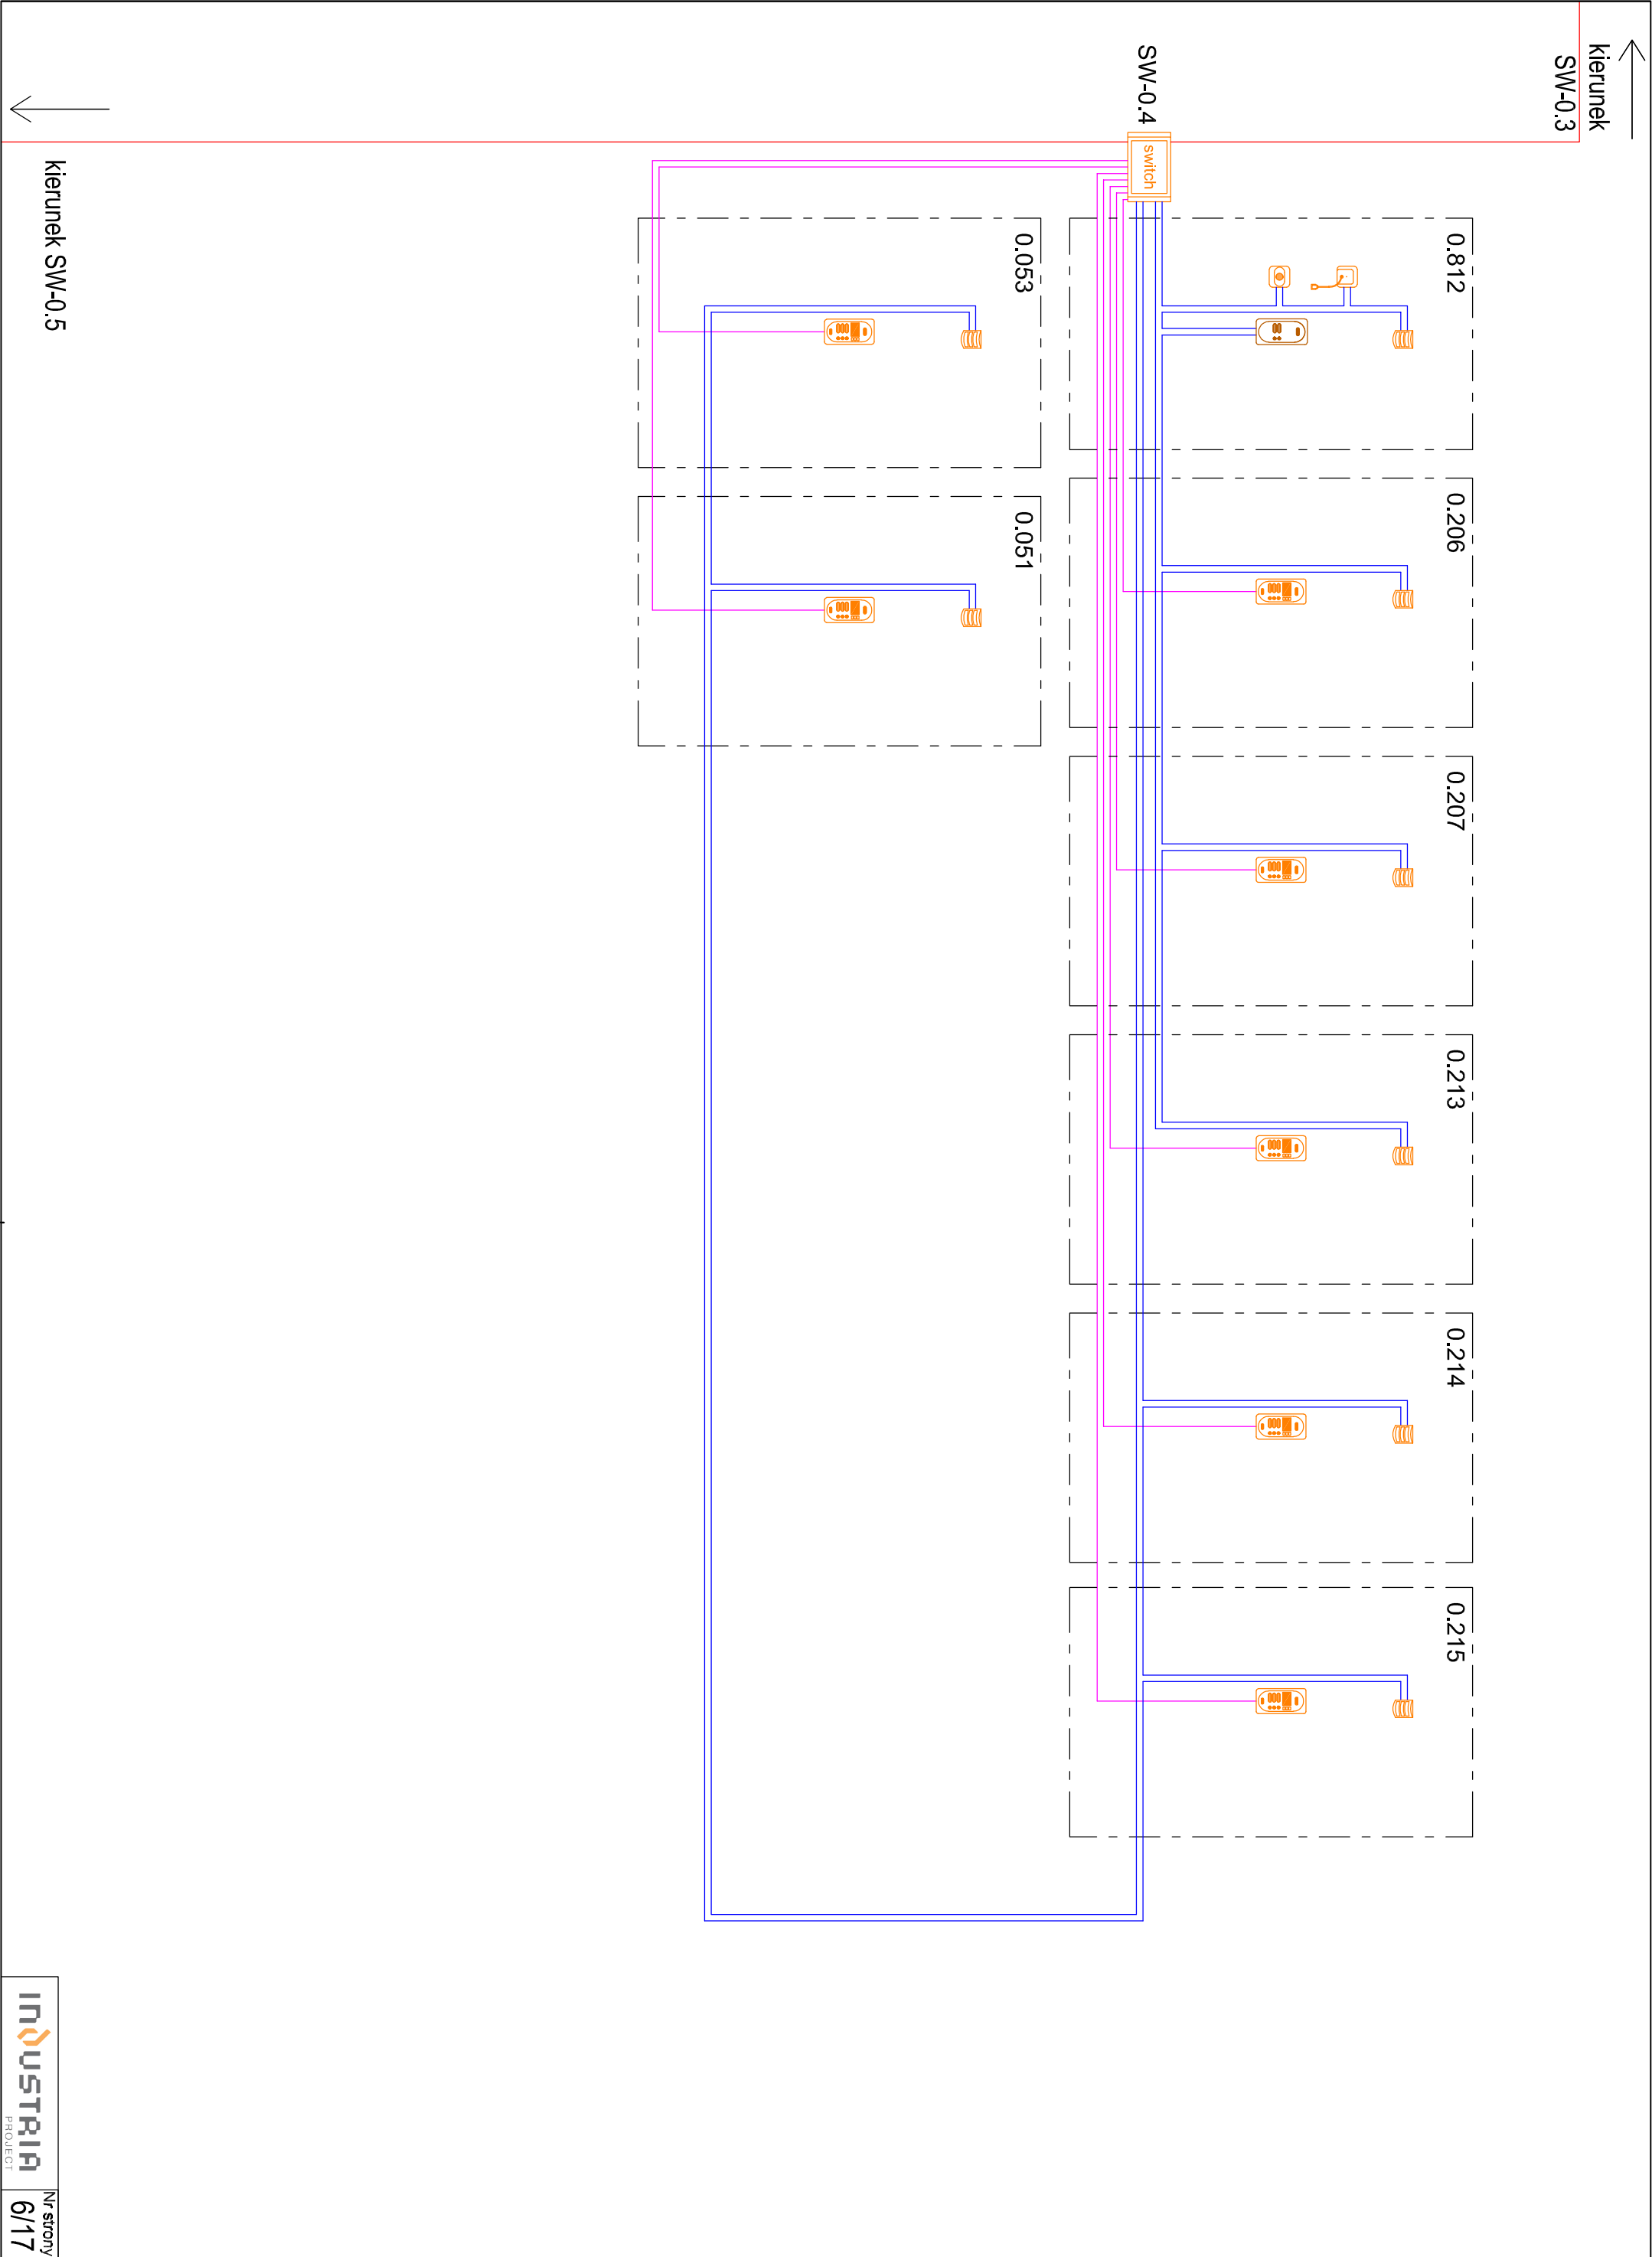 kierunek
SW-0.3
SW-0.4
switch
0.812
0.206
0.207
0.213
0.214
0.215
0.053
0.051
kierunek SW-0.5
INDUSTRIA
PROJECT
Nr strony
6/17